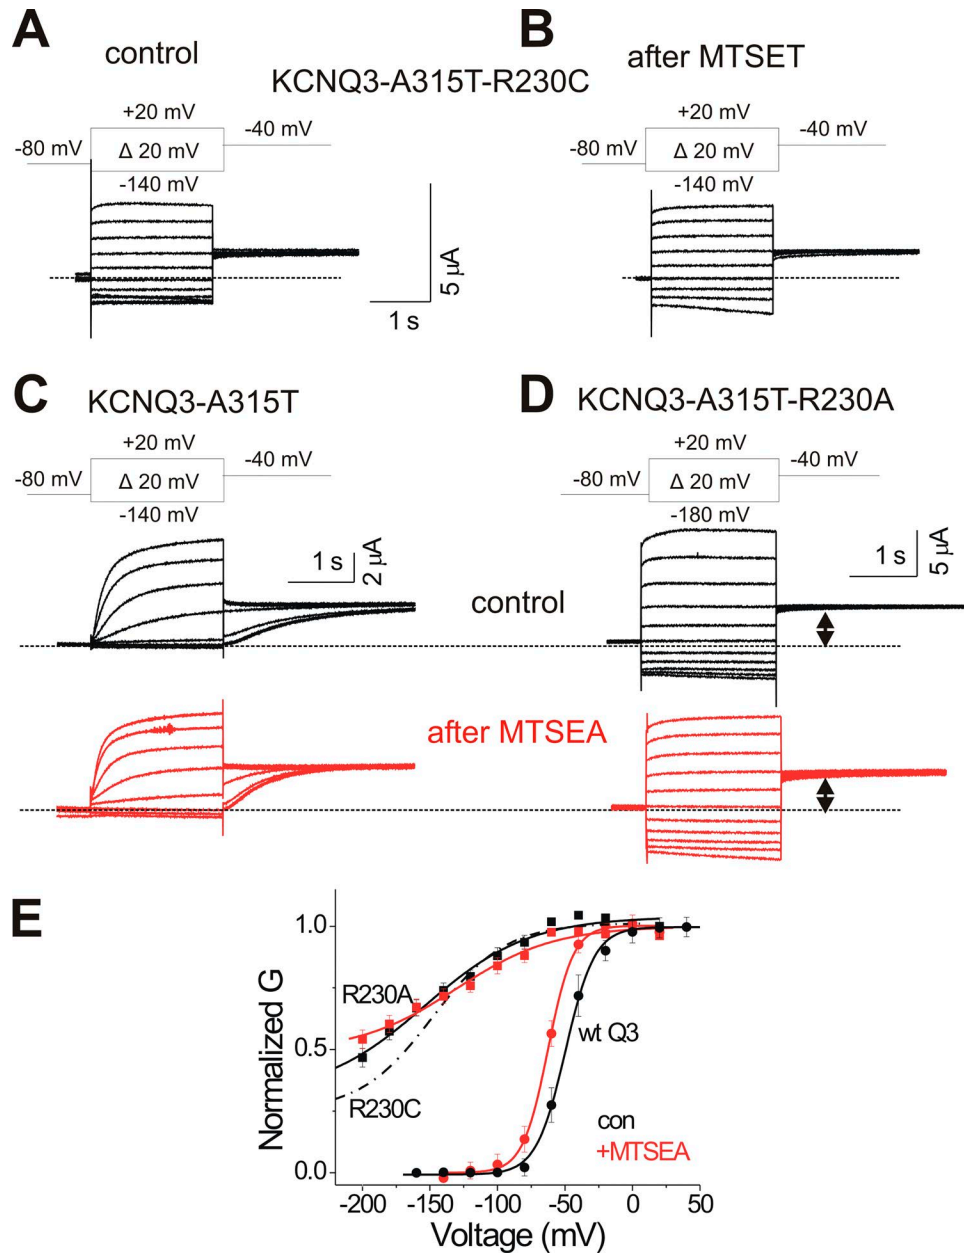 A
B
control
after MTSET
KCNQ3-A315T-R230C
+20 mV
-40 mV
-80 mV
Δ 20 mV
-140 mV
+20 mV
-40 mV
-80 mV
Δ 20 mV
-140 mV
5 µA
1 s
C
D
KCNQ3-A315T
KCNQ3-A315T-R230A
+20 mV
-40 mV
-80 mV
Δ 20 mV
-140 mV
+20 mV
-40 mV
-80 mV
Δ 20 mV
-180 mV
1 s
2 µA
1 s
5 µA
control
after MTSEA
E
Normalized G
1.0
0.5
0.0
R230A
R230C
wt Q3
con
+MTSEA
-200
-150
-100
-50
0
50
Voltage (mV)